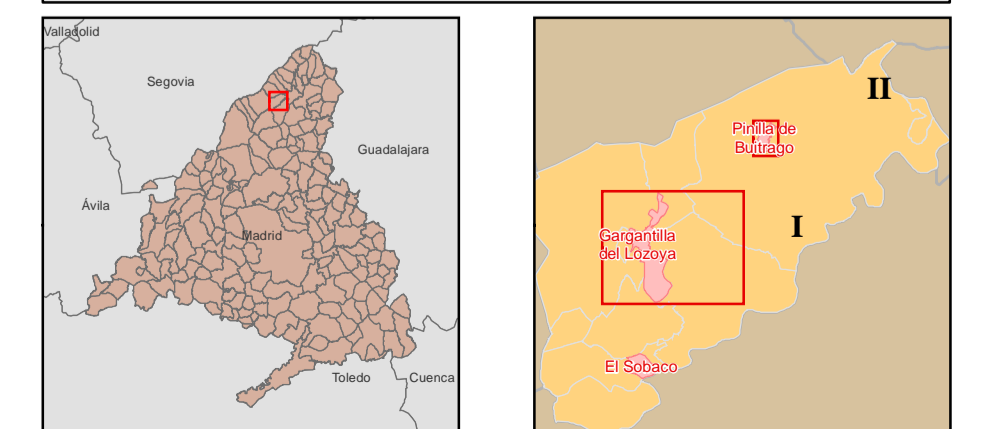 Valladolid
Segovia
Guadalajara
Ávila
Madrid
Toledo
Cuenca
II
Pinilla de
Buitrago
I
Gargantilla
del Lozoya
El Sobaco